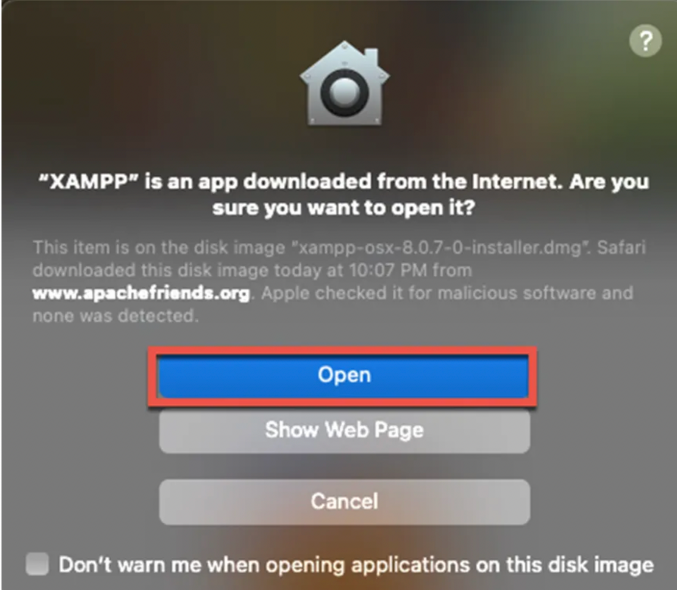 ?
“XAMPP” is an app downloaded from the Internet. Are you
sure you want to open it?
This item is on the disk image “xampp-osx-8.0.7-0-installer.dmg”. Safari
downloaded this disk image today at 10:07 PM from
www.apachefriends.org. Apple checked it for malicious software and
none was detected.
Open
Show Web Page
Cancel
Don’t warn me when opening applications on this disk image